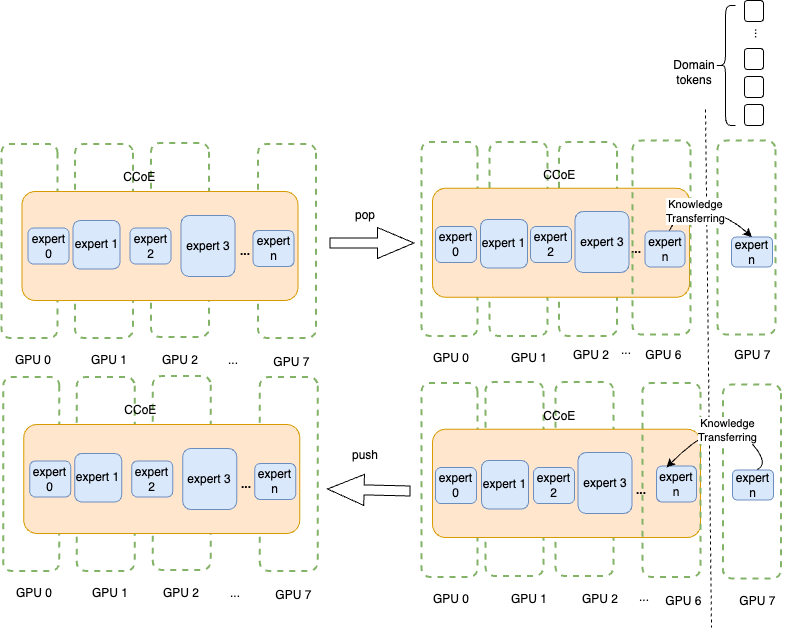 Domain
tokens
⋮
CCoE
expert
0
expert 1
expert
2
expert 3
...
expert
n
GPU 0
GPU 1
GPU 2
...
GPU 7
pop
CCoE
expert
0
expert 1
expert
2
expert 3
...
expert
n
Knowledge
Transferring
expert
n
GPU 0
GPU 1
GPU 2
...
GPU 6
GPU 7
CCoE
expert
0
expert 1
expert
2
expert 3
...
expert
n
GPU 0
GPU 1
GPU 2
...
GPU 7
push
CCoE
expert
0
expert 1
expert
2
expert 3
...
expert
n
Knowledge
Transferring
expert
n
GPU 0
GPU 1
GPU 2
...
GPU 6
GPU 7